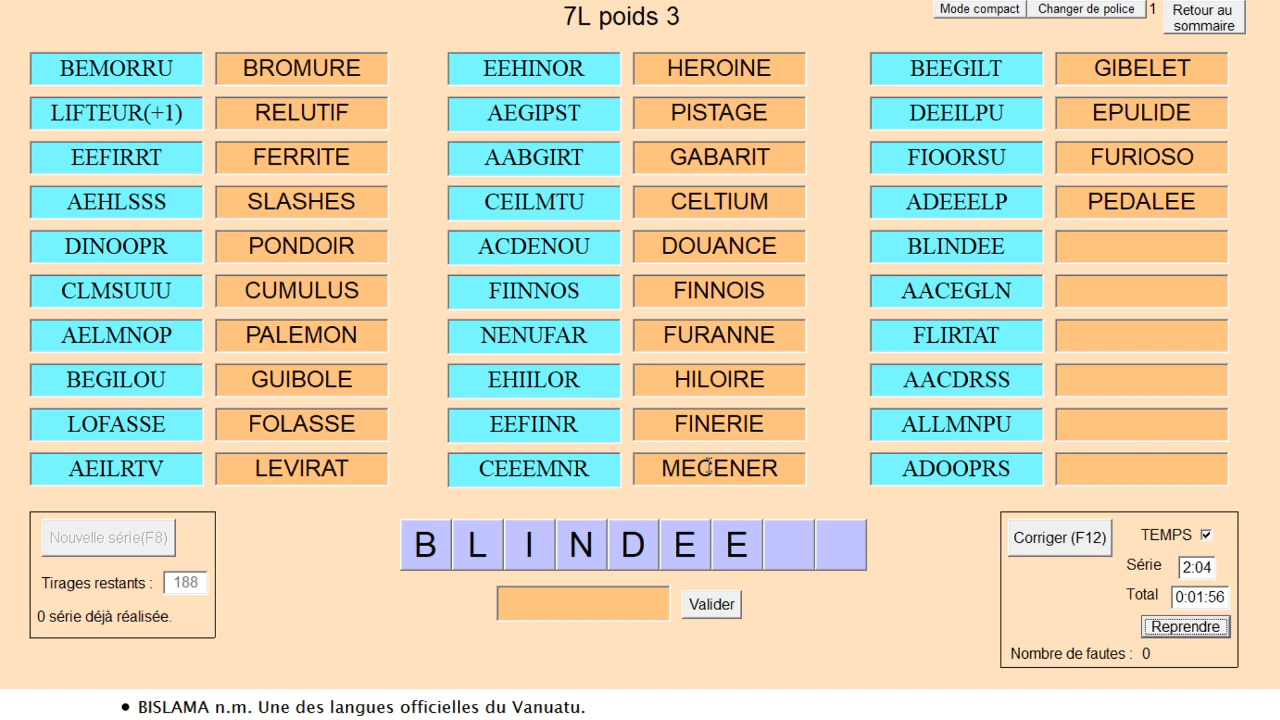 7L poids 3
Mode compact Changer de police 1 Retour au sommaire
BEMORRU BROMURE EEHINOR HEROINE BEEGILT GIBELET
LIFTEUR(+1) RELUTIF AEGIPST PISTAGE DEEILPU EPULIDE
EEFIRRT FERRITE AABGIRT GABARIT FIOORSU FURIOSO
AEHLSSS SLASHES CEILMTU CELTIUM ADEEELP PEDALEE
DINOOPR PONDOIR ACDENOU DOUANCE BLINDEE
CLMSUUU CUMULUS FIINNOS FINNOIS AACEGLN
AELMNOP PALEMON NENUFAR FURANNE FLIRTAT
BEGILOU GUIBOLE EHIILOR HILOIRE AACDRSS
LOFASSE FOLASSE EEFIINR FINERIE ALLMNPU
AEILRTV LEVIRAT CEEEMNR MECENER ADOOPRS
Nouvelle série(F8)
Tirages restants : 188
0 série déjà réalisée.
B L I N D E E
Valider
Corriger (F12) TEMPS
Série 2:04
Total 0:01:56
Reprendre
Nombre de fautes : 0
• BISLAMA n.m. Une des langues officielles du Vanuatu.